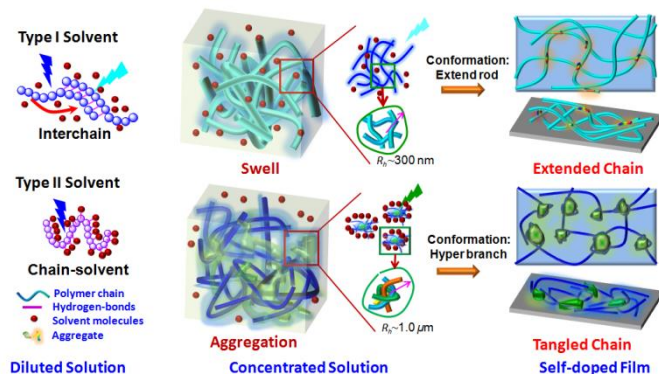 Type I Solvent
Interchain
Swell
Rh~300 nm
Conformation:
Extend rod
Extended Chain
Type II Solvent
Chain-solvent
Polymer chain
Hydrogen-bonds
Solvent molecules
Aggregate
Aggregation
Rh~1.0 μm
Conformation:
Hyper branch
Tangled Chain
Diluted Solution
Concentrated Solution
Self-doped Film